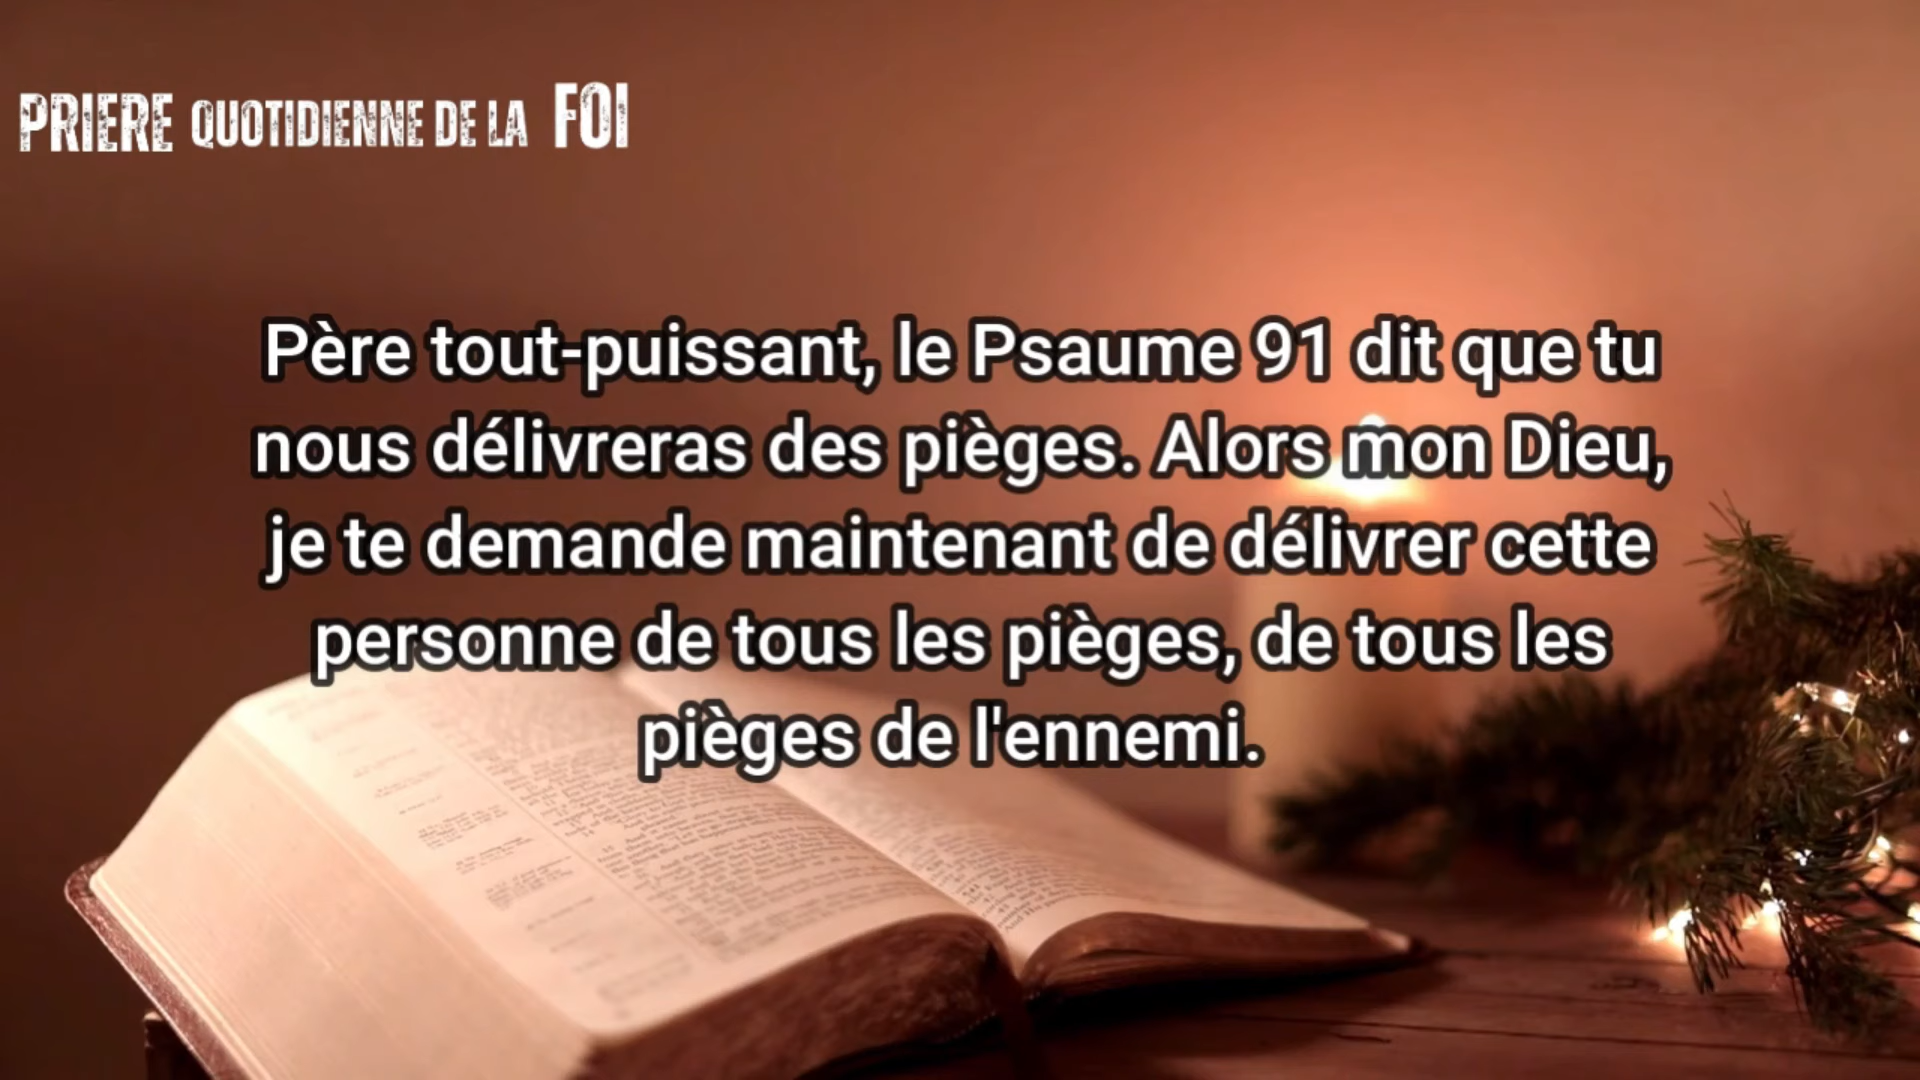 PRIERE QUOTIDIENNE DE LA FOI
Père tout-puissant, le Psaume 91 dit que tu
nous délivreras des pièges. Alors mon Dieu,
je te demande maintenant de délivrer cette
personne de tous les pièges, de tous les
pièges de l'ennemi.